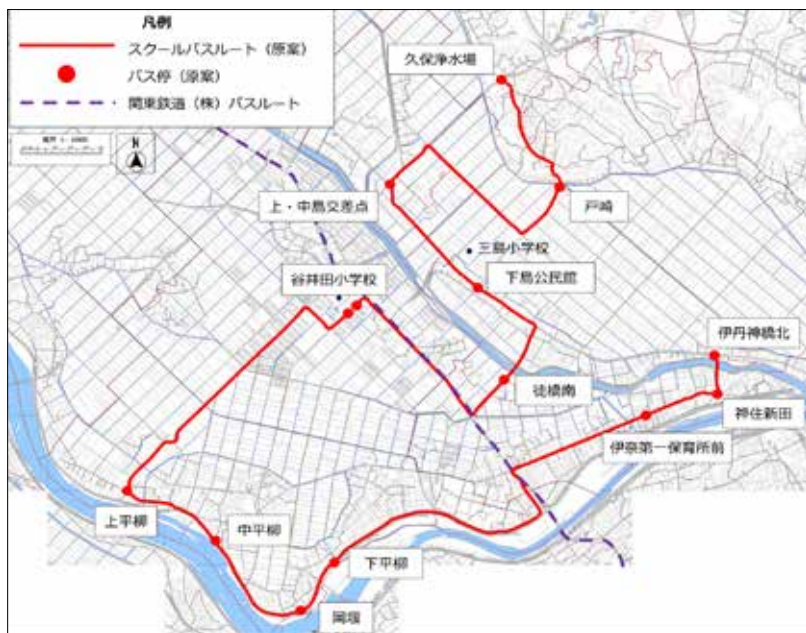 凡例
スクールバスルート（原案）
バス停（原案）
関東鉄道（株）バスルート
N
久保浄水場
上・中島交差点
戸崎
三島小学校
谷井田小学校
下島公民館
伊丹神橋北
徒橋南
神住新田
伊奈第一保育所前
上平柳
中平柳
下平柳
岡堰